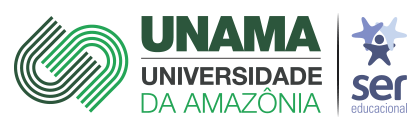 UNAMA
UNIVERSIDADE
DA AMAZÔNIA
ser
educacional